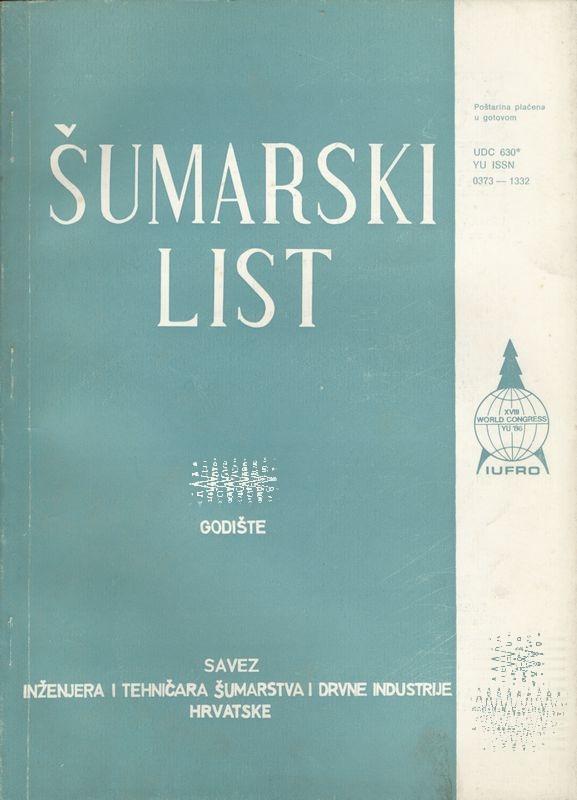 Poštarina plaćena
u gotovom
UDC 630*
YU ISSN
0373 — 1332
ŠUMARSKI
LIST
XVIII
WORLD CONGRESS
YU '86
IUFRO
GODIŠTE
SAVEZ
INŽENJERA I TEHNIČARA ŠUMARSTVA I DRVNE INDUSTRIJE
HRVATSKE